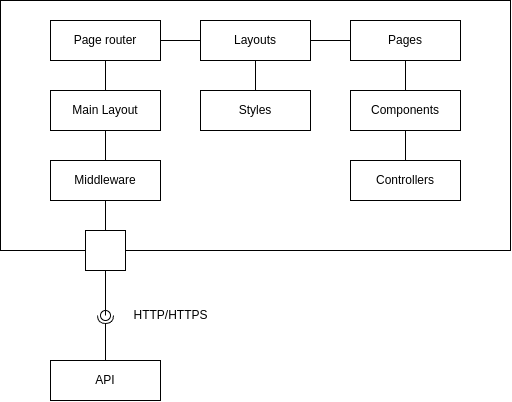 Page router
Layouts
Pages
Main Layout
Styles
Components
Middleware
Controllers
HTTP/HTTPS
API